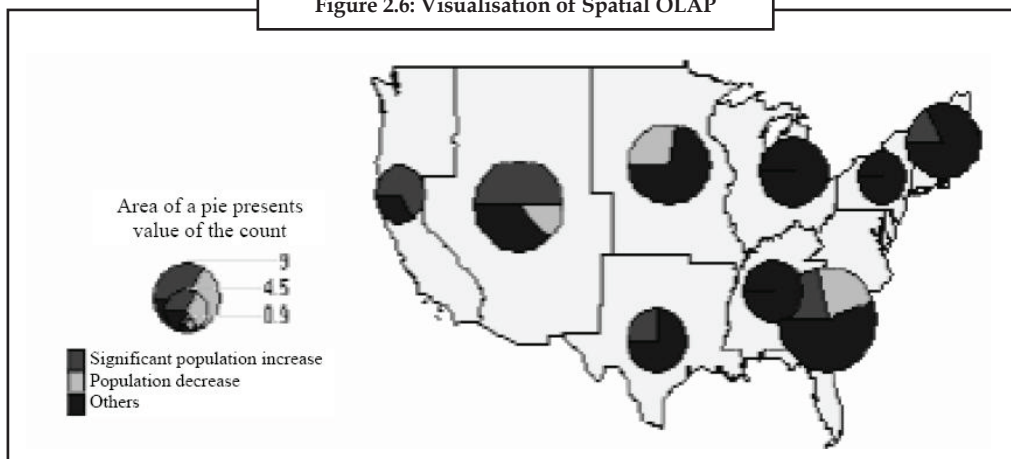 Figure 2.6: Visualisation of Spatial OLAP
Area of a pie presents
value of the count
9
4.5
0.9
Significant population increase
Population decrease
Others